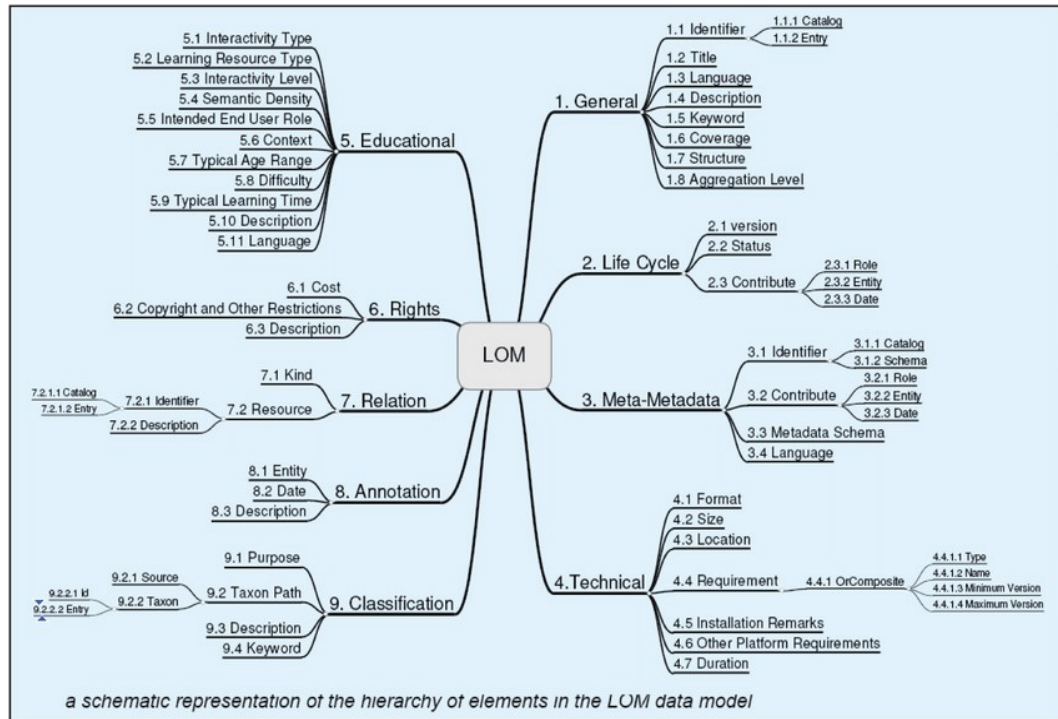 LOM
1. General
1.1 Identifier
1.1.1 Catalog
1.1.2 Entry
1.2 Title
1.3 Language
1.4 Description
1.5 Keyword
1.6 Coverage
1.7 Structure
1.8 Aggregation Level
2. Life Cycle
2.1 version
2.2 Status
2.3 Contribute
2.3.1 Role
2.3.2 Entity
2.3.3 Date
3. Meta-Metadata
3.1 Identifier
3.1.1 Catalog
3.1.2 Schema
3.2 Contribute
3.2.1 Role
3.2.2 Entity
3.2.3 Date
3.3 Metadata Schema
3.4 Language
4.Technical
4.1 Format
4.2 Size
4.3 Location
4.4 Requirement
4.4.1 OrComposite
4.4.1.1 Type
4.4.1.2 Name
4.4.1.3 Minimum Version
4.4.1.4 Maximum Version
4.5 Installation Remarks
4.6 Other Platform Requirements
4.7 Duration
5. Educational
5.1 Interactivity Type
5.2 Learning Resource Type
5.3 Interactivity Level
5.4 Semantic Density
5.5 Intended End User Role
5.6 Context
5.7 Typical Age Range
5.8 Difficulty
5.9 Typical Learning Time
5.10 Description
5.11 Language
6. Rights
6.1 Cost
6.2 Copyright and Other Restrictions
6.3 Description
7. Relation
7.1 Kind
7.2 Resource
7.2.1 Identifier
7.2.1.1 Catalog
7.2.1.2 Entry
7.2.2 Description
8. Annotation
8.1 Entity
8.2 Date
8.3 Description
9. Classification
9.1 Purpose
9.2 Taxon Path
9.2.1 Source
9.2.2 Taxon
9.2.2.1 Id
9.2.2.2 Entry
9.3 Description
9.4 Keyword
a schematic representation of the hierarchy of elements in the LOM data model